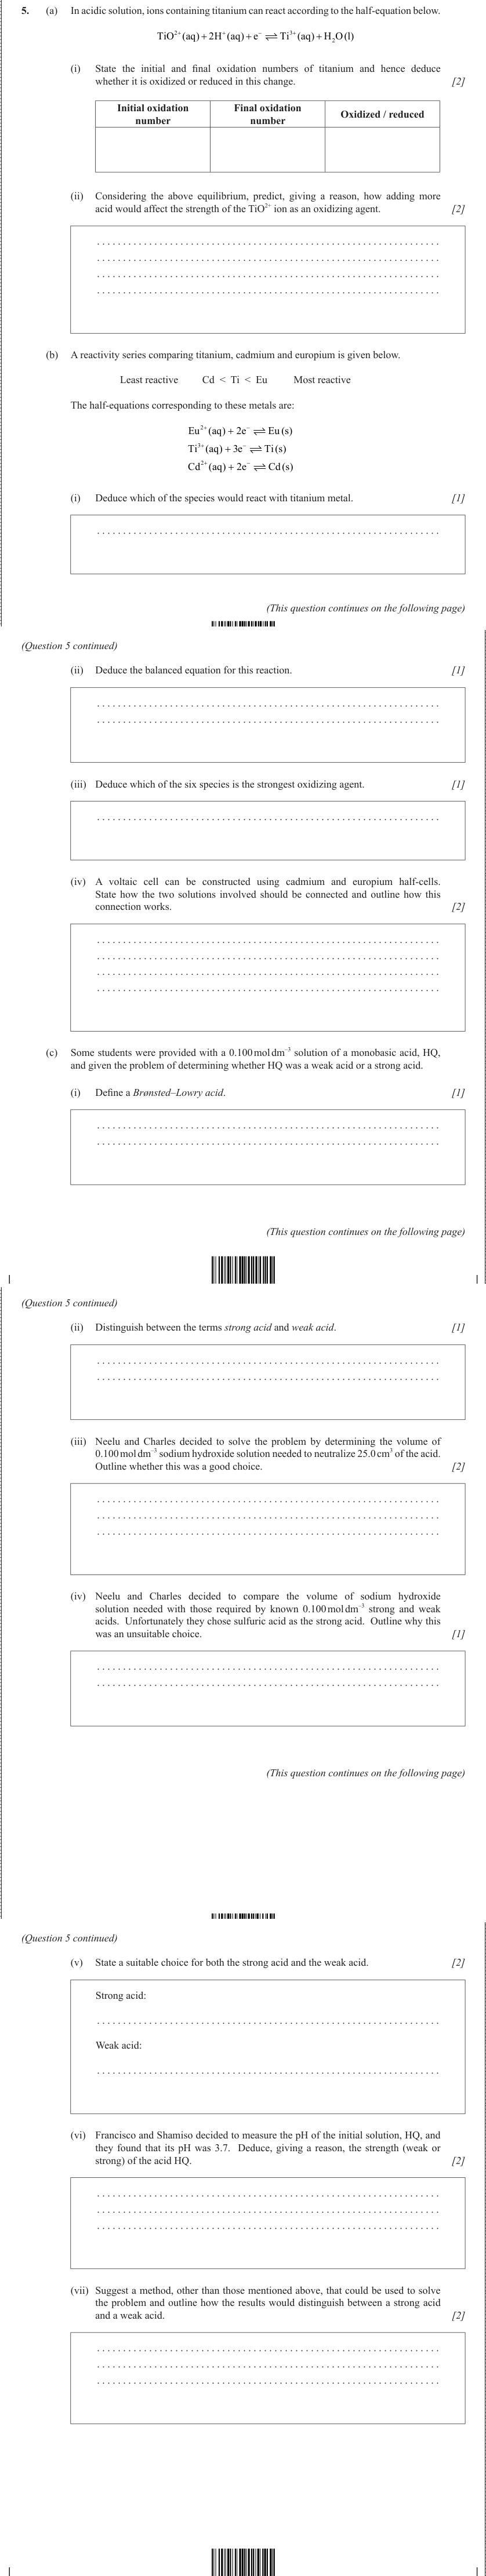 5. (a) In acidic solution, ions containing titanium can react according to the half-equation below.
TiO²⁺(aq) + 2H⁺(aq) + e⁻ ⇌ Ti³⁺(aq) + H₂O(l)
(i) State the initial and final oxidation numbers of titanium and hence deduce
whether it is oxidized or reduced in this change. [2]
Initial oxidation number
Final oxidation number
Oxidized / reduced
(ii) Considering the above equilibrium, predict, giving a reason, how adding more
acid would affect the strength of the TiO²⁺ ion as an oxidizing agent. [2]
(b) A reactivity series comparing titanium, cadmium and europium is given below.
Least reactive Cd < Ti < Eu Most reactive
The half-equations corresponding to these metals are:
Eu²⁺(aq) + 2e⁻ ⇌ Eu(s)
Ti³⁺(aq) + 3e⁻ ⇌ Ti(s)
Cd²⁺(aq) + 2e⁻ ⇌ Cd(s)
(i) Deduce which of the species would react with titanium metal. [1]
(This question continues on the following page)
(Question 5 continued)
(ii) Deduce the balanced equation for this reaction. [1]
(iii) Deduce which of the six species is the strongest oxidizing agent. [1]
(iv) A voltaic cell can be constructed using cadmium and europium half-cells.
State how the two solutions involved should be connected and outline how this
connection works. [2]
(c) Some students were provided with a 0.100 mol dm⁻³ solution of a monobasic acid, HQ,
and given the problem of determining whether HQ was a weak acid or a strong acid.
(i) Define a Brønsted–Lowry acid. [1]
(This question continues on the following page)
(Question 5 continued)
(ii) Distinguish between the terms strong acid and weak acid. [1]
(iii) Neelu and Charles decided to solve the problem by determining the volume of
0.100 mol dm⁻³ sodium hydroxide solution needed to neutralize 25.0 cm³ of the acid.
Outline whether this was a good choice. [2]
(iv) Neelu and Charles decided to compare the volume of sodium hydroxide
solution needed with those required by known 0.100 mol dm⁻³ strong and weak
acids. Unfortunately they chose sulfuric acid as the strong acid. Outline why this
was an unsuitable choice. [1]
(This question continues on the following page)
(Question 5 continued)
(v) State a suitable choice for both the strong acid and the weak acid. [2]
Strong acid:
Weak acid:
(vi) Francisco and Shamiso decided to measure the pH of the initial solution, HQ, and
they found that its pH was 3.7. Deduce, giving a reason, the strength (weak or
strong) of the acid HQ. [2]
(vii) Suggest a method, other than those mentioned above, that could be used to solve
the problem and outline how the results would distinguish between a strong acid
and a weak acid. [2]